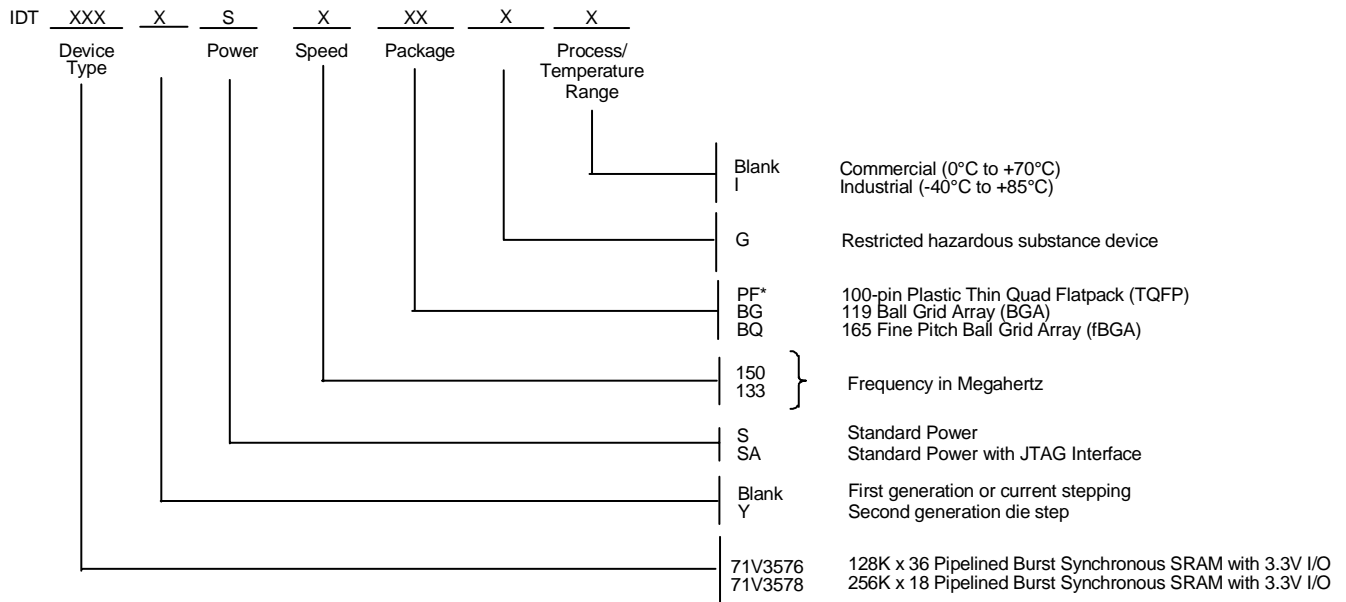 IDT XXX X S X XX X X
Device Type Power Speed Package Process/ Temperature Range
Blank Commercial (0°C to +70°C)
I Industrial (-40°C to +85°C)
G Restricted hazardous substance device
PF* 100-pin Plastic Thin Quad Flatpack (TQFP)
BG 119 Ball Grid Array (BGA)
BQ 165 Fine Pitch Ball Grid Array (fBGA)
150
133
Frequency in Megahertz
S Standard Power
SA Standard Power with JTAG Interface
Blank First generation or current stepping
Y Second generation die step
71V3576 128K x 36 Pipelined Burst Synchronous SRAM with 3.3V I/O
71V3578 256K x 18 Pipelined Burst Synchronous SRAM with 3.3V I/O